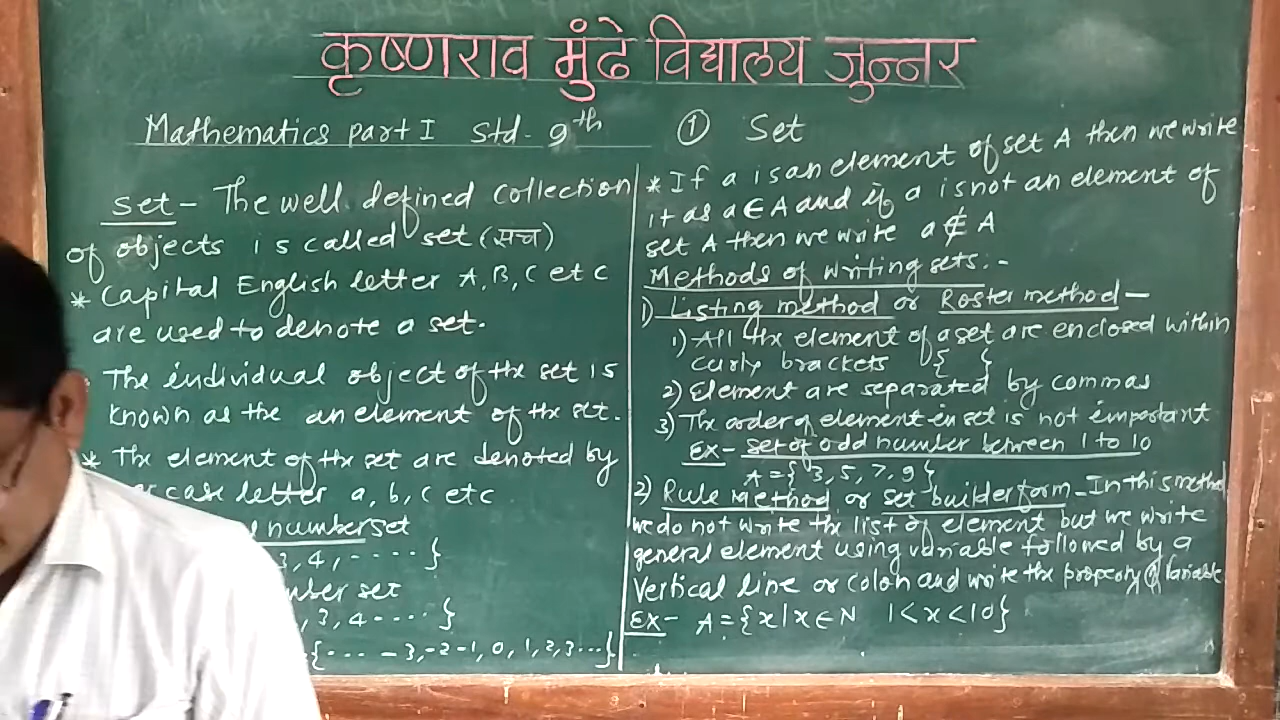 कृष्णराव मुंढे विद्यालय जुन्नर
Mathematics part I Std - 9th
① Set
set - The well defined collection
of objects is called set (संच)
* Capital English letter A, B, C etc
are used to denote a set.
The individual object of the set is
known as the an element of the set.
* The element of the set are denoted by
case letter a, b, c etc
number set
3, 4, ----- }
set
, 3, 4 ----- }
{ --- -3, -2 -1, 0, 1, 2, 3 ---}
* If a is an element of set A then we write
it as a ∈ A and if a is not an element of
set A then we write a ∉ A
Methods of writing sets :-
1) Listing method or Roster method -
1) All the element of a set are enclosed within
curly brackets { }
2) Element are separated by commas
3) The order of element in set is not important
Ex - set of odd number between 1 to 10
A = { 3, 5, 7, 9 }
2) Rule Method or set builder form - In this method
we do not write the list of element but we write
general element using variable followed by a
Vertical line or colon and write the property of variable
Ex - A = {x | x ∈ N 1 < x < 10}